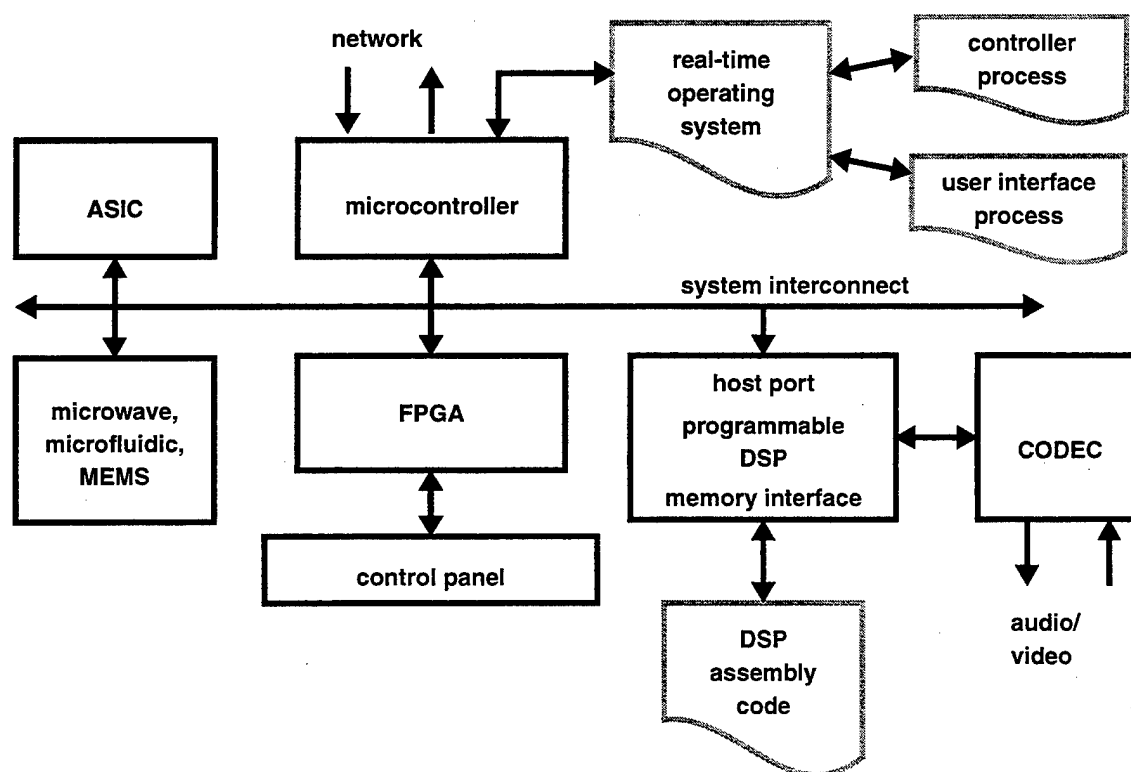 network
real-time
operating
system
controller
process
ASIC
microcontroller
user interface
process
system interconnect
microwave,
microfluidic,
MEMS
FPGA
host port
programmable
DSP
memory interface
CODEC
control panel
DSP
assembly
code
audio/
video